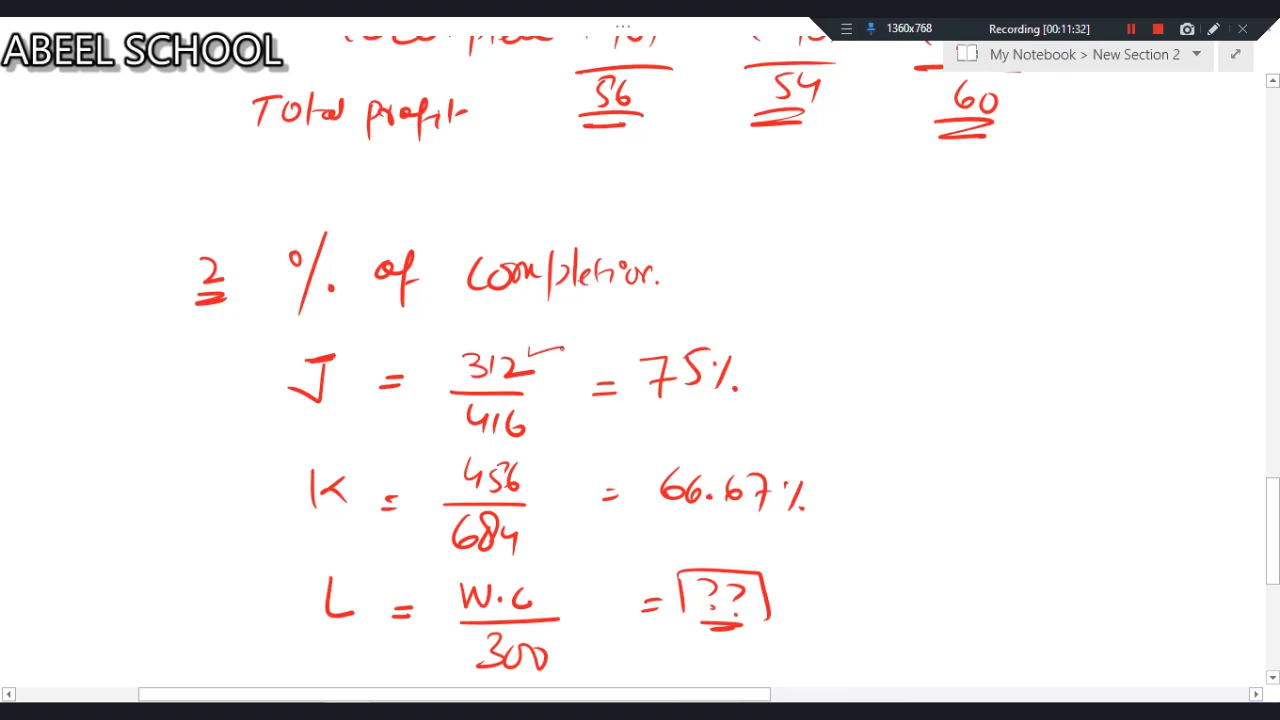 ABEEL SCHOOL
1360x768 Recording [00:11:32]
My Notebook > New Section 2
56 54 60
Total profit
2 % of completion.
J = 312/416 = 75%
K = 456/684 = 66.67%
L = W.C/300 = ??